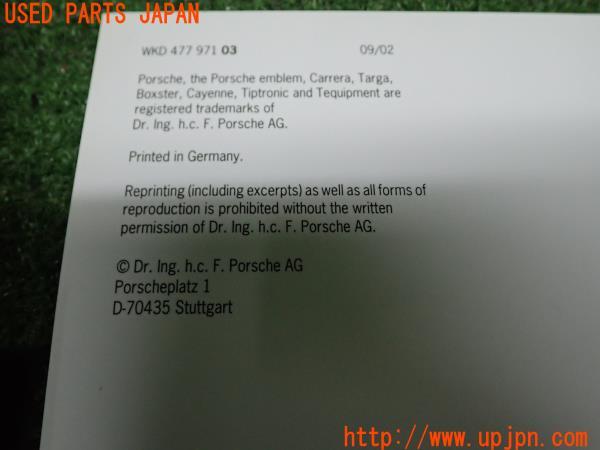 USED PARTS JAPAN
WKD 477 971 03 09/02
Porsche, the Porsche emblem, Carrera, Targa,
Boxster, Cayenne, Tiptronic and Tequipment are
registered trademarks of
Dr. Ing. h.c. F. Porsche AG.
Printed in Germany.
Reprinting (including excerpts) as well as all forms of
reproduction is prohibited without the written
permission of Dr. Ing. h.c. F. Porsche AG.
© Dr. Ing. h.c. F. Porsche AG
Porscheplatz 1
D-70435 Stuttgart
http://www.upjpn.com/